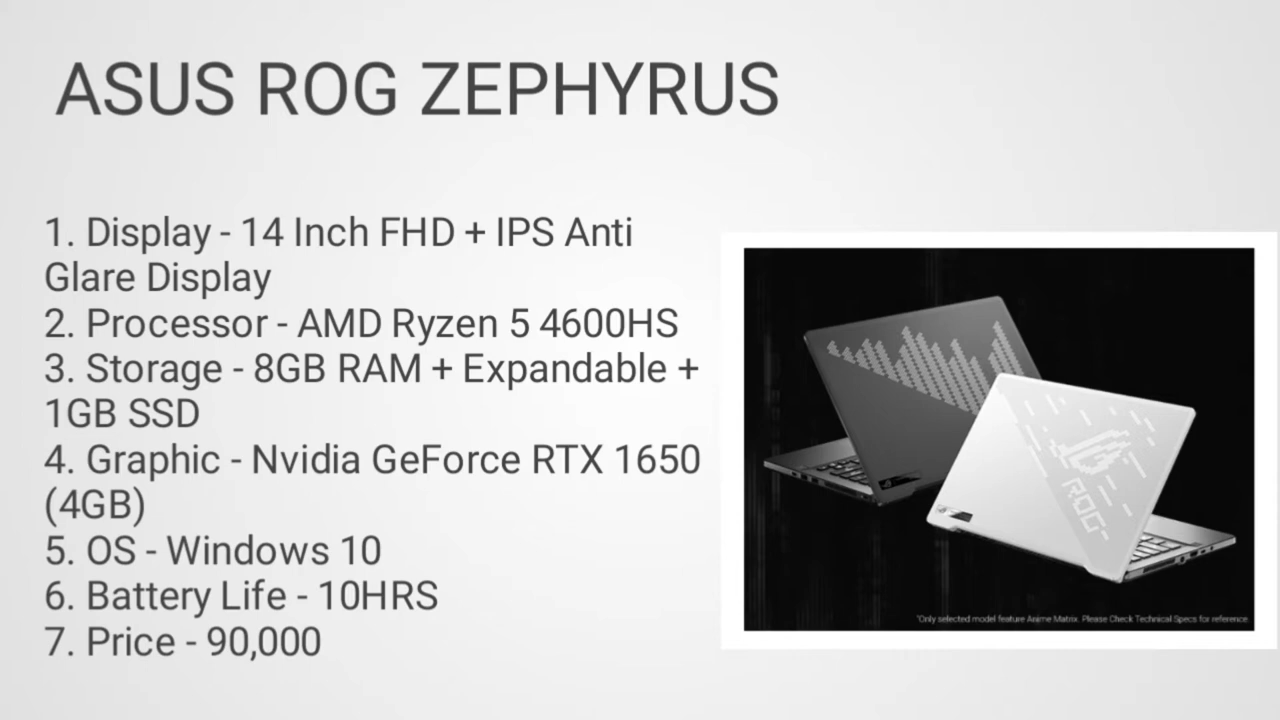 ASUS ROG ZEPHYRUS
1. Display - 14 Inch FHD + IPS Anti
Glare Display
2. Processor - AMD Ryzen 5 4600HS
3. Storage - 8GB RAM + Expandable +
1GB SSD
4. Graphic - Nvidia GeForce RTX 1650
(4GB)
5. OS - Windows 10
6. Battery Life - 10HRS
7. Price - 90,000
ROG
*Only selected model feature Anime Matrix. Please Check Technical Specs for reference.